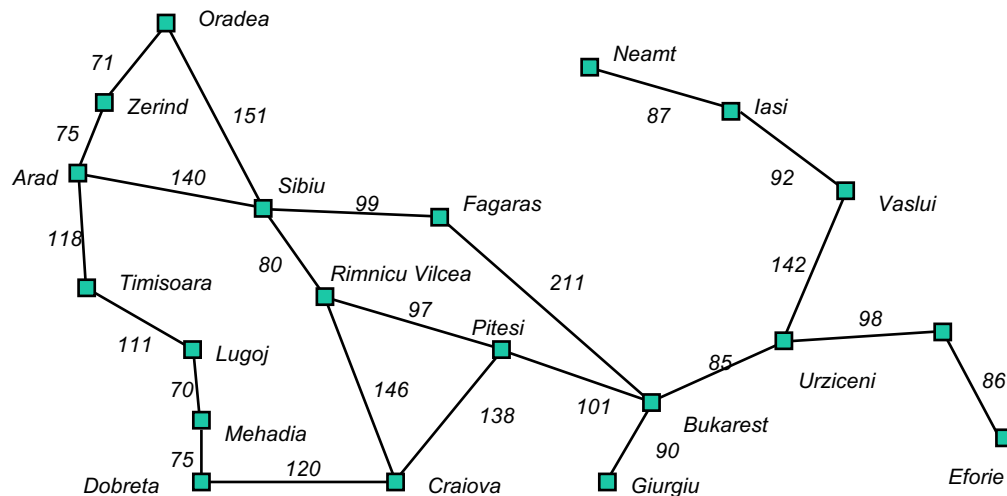 Oradea
Neamt
71
Zerind
87
Iasi
151
75
92
Arad
140
Sibiu
99
Fagaras
Vaslui
118
80
Rimnicu Vilcea
142
Timisoara
211
97
98
Pitesi
111
Lugoj
85
Urziceni
86
70
146
138
101
Bukarest
Mehadia
90
75
120
Dobreta
Craiova
Giurgiu
Eforie